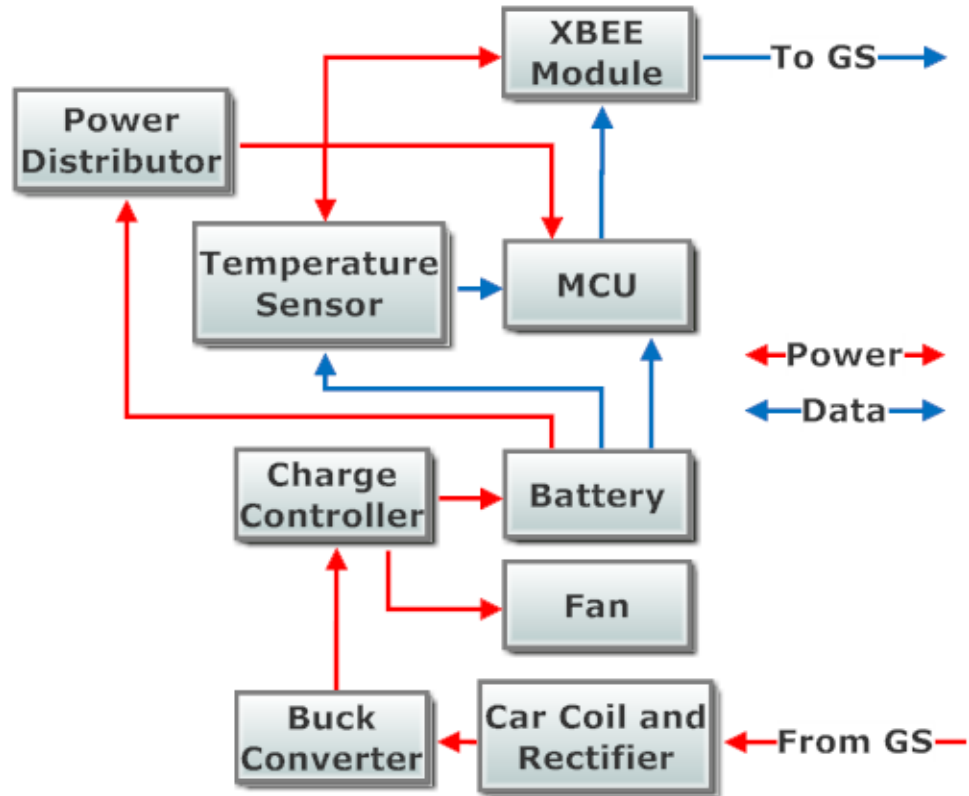 XBEE
Module
To GS
Power
Distributor
Temperature
Sensor
MCU
Power
Data
Charge
Controller
Battery
Fan
Buck
Converter
Car Coil and
Rectifier
From GS